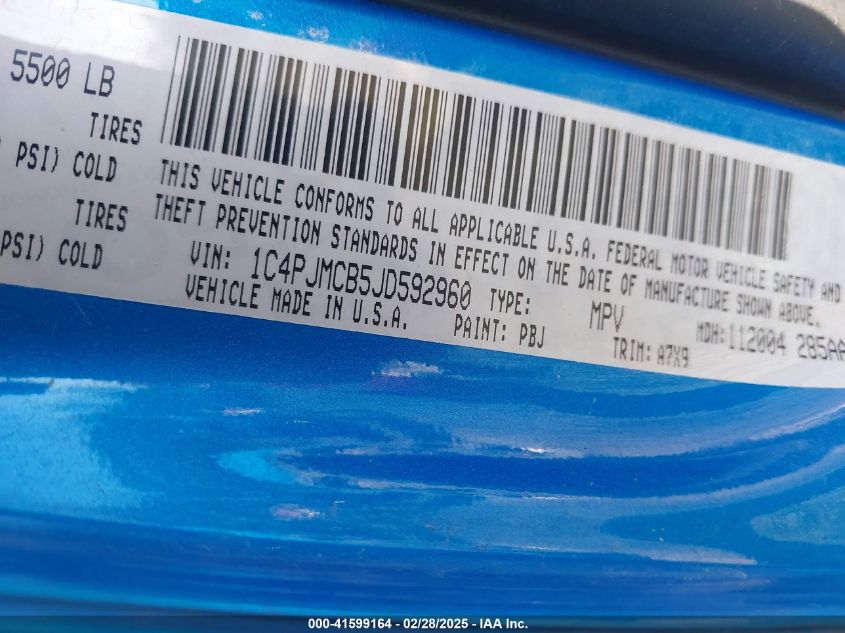 5500 LB
TIRES
PSI) COLD
TIRES
PSI) COLD
THIS VEHICLE CONFORMS TO ALL APPLICABLE U.S.A. FEDERAL MOTOR VEHICLE SAFETY AND
THEFT PREVENTION STANDARDS IN EFFECT ON THE DATE OF MANUFACTURE SHOWN ABOVE.
VIN: 1C4PJMCB5JD592960 TYPE: MPV MDH:112004 285AA
VEHICLE MADE IN U.S.A. PAINT: PBJ TRIM: A7X9
000-41599164 - 02/28/2025 - IAA Inc.